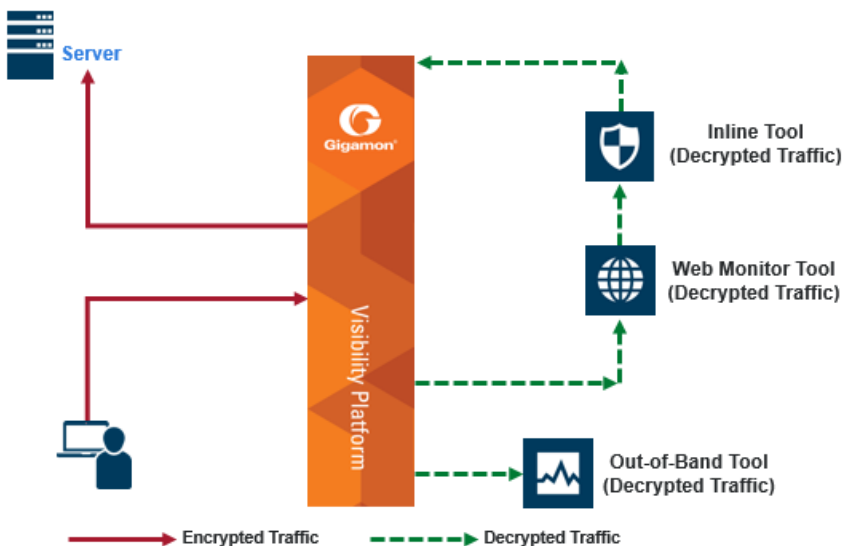 Server
Gigamon®
Inline Tool
(Decrypted Traffic)
Web Monitor Tool
(Decrypted Traffic)
Visibility Platform
Out-of-Band Tool
(Decrypted Traffic)
Encrypted Traffic
Decrypted Traffic